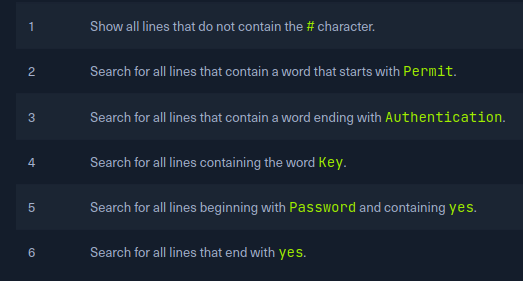 1 Show all lines that do not contain the # character.
2 Search for all lines that contain a word that starts with Permit.
3 Search for all lines that contain a word ending with Authentication.
4 Search for all lines containing the word Key.
5 Search for all lines beginning with Password and containing yes.
6 Search for all lines that end with yes.